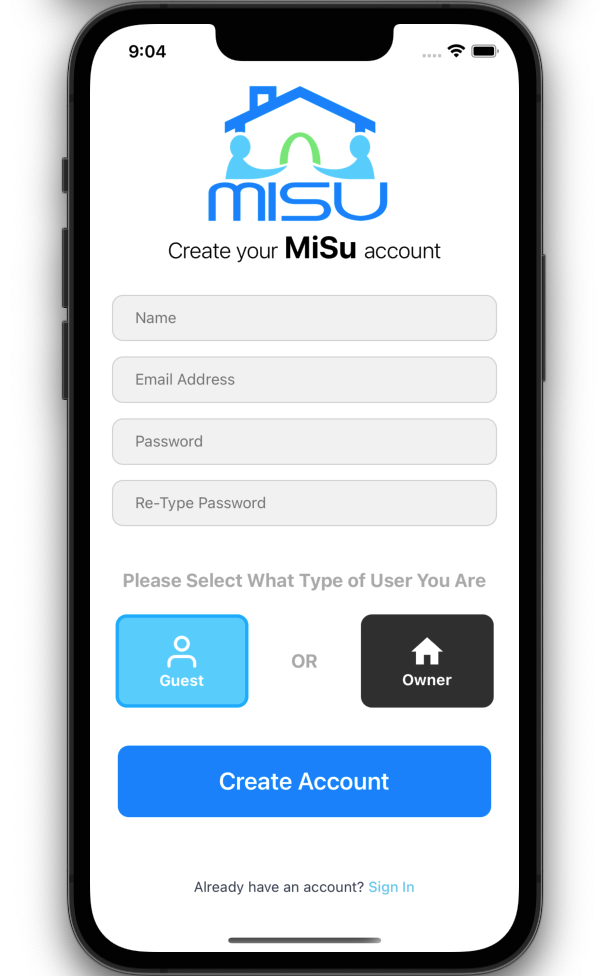 9:04
MISU
Create your MiSu account
Name
Email Address
Password
Re-Type Password
Please Select What Type of User You Are
Guest
OR
Owner
Create Account
Already have an account? Sign In